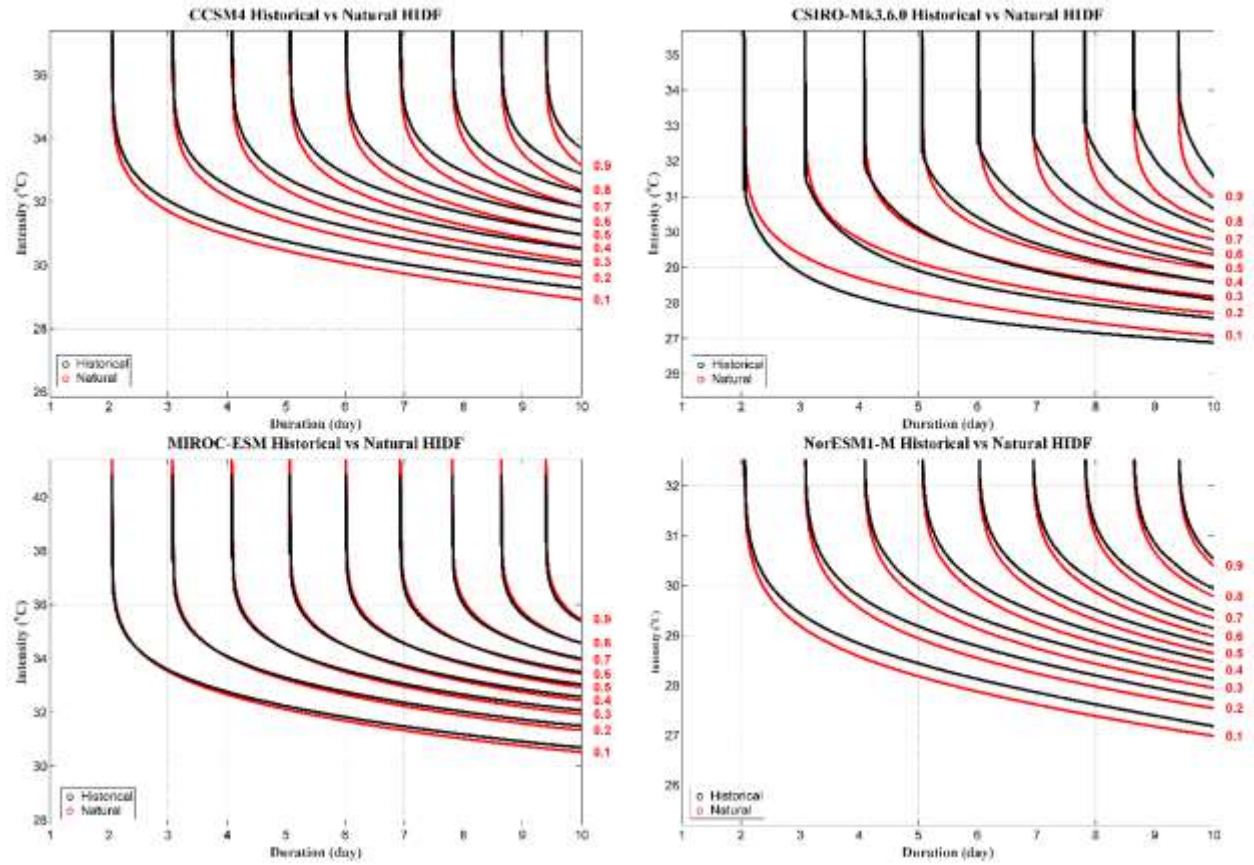 CCSM4 Historical vs Natural HIDF
36
34
32
30
28
26
Intensity (°C)
0.9
0.8
0.7
0.6
0.5
0.4
0.3
0.2
0.1
Historical
Natural
1 2 3 4 5 6 7 8 9 10
Duration (day)
CSIRO-Mk3.6.0 Historical vs Natural HIDF
35
34
33
32
31
30
29
28
27
26
Intensity (°C)
0.9
0.8
0.7
0.6
0.5
0.4
0.3
0.2
0.1
Historical
Natural
1 2 3 4 5 6 7 8 9 10
Duration (day)
MIROC-ESM Historical vs Natural HIDF
40
38
36
34
32
30
28
Intensity (°C)
0.9
0.8
0.7
0.6
0.5
0.4
0.3
0.2
0.1
Historical
Natural
1 2 3 4 5 6 7 8 9 10
Duration (day)
NorESM1-M Historical vs Natural HIDF
32
31
30
29
28
27
26
Intensity (°C)
0.9
0.8
0.7
0.6
0.5
0.4
0.3
0.2
0.1
Historical
Natural
1 2 3 4 5 6 7 8 9 10
Duration (day)